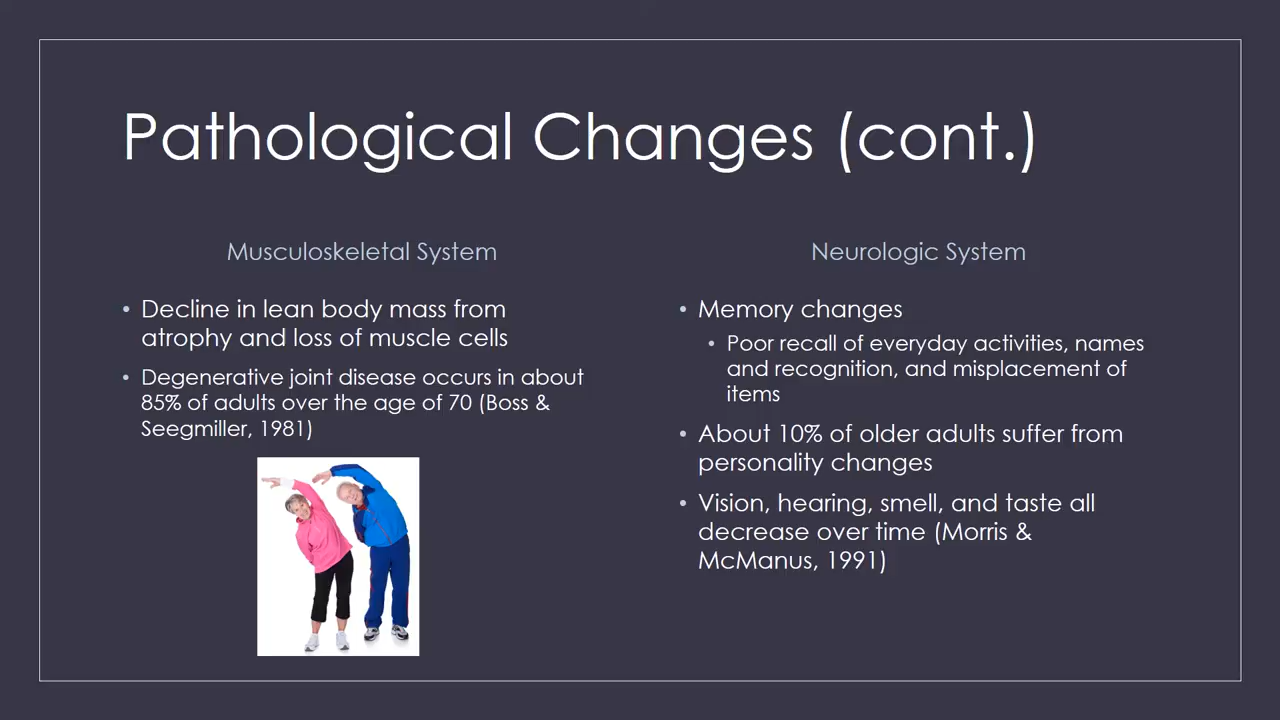 Pathological Changes (cont.)
Musculoskeletal System
• Decline in lean body mass from
atrophy and loss of muscle cells
• Degenerative joint disease occurs in about
85% of adults over the age of 70 (Boss &
Seegmiller, 1981)
Neurologic System
• Memory changes
• Poor recall of everyday activities, names
and recognition, and misplacement of
items
• About 10% of older adults suffer from
personality changes
• Vision, hearing, smell, and taste all
decrease over time (Morris &
McManus, 1991)